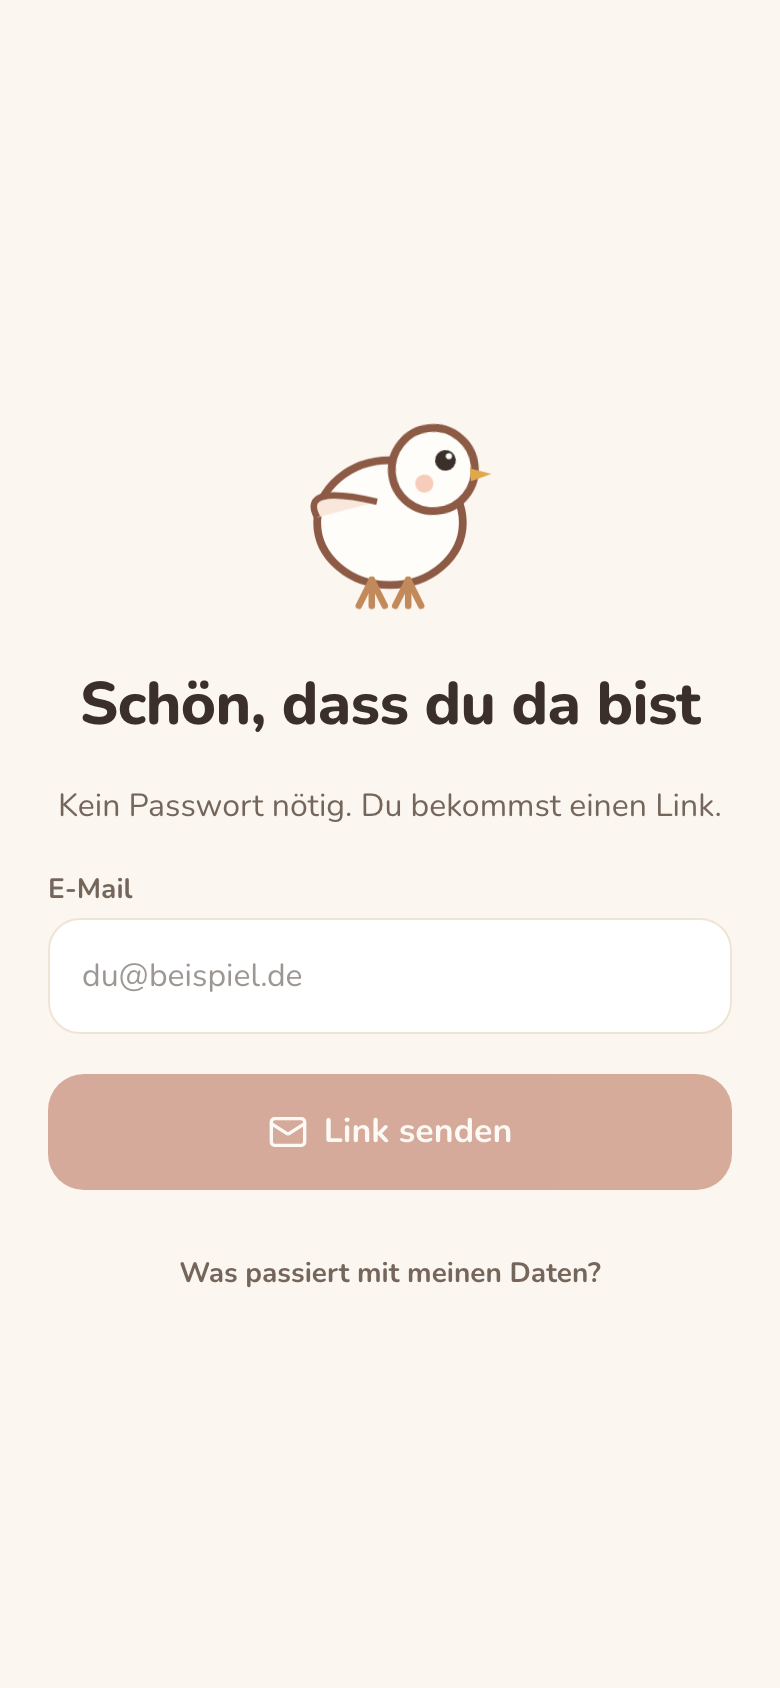 Schön, dass du da bist
Kein Passwort nötig. Du bekommst einen Link.
E-Mail
du@beispiel.de
Link senden
Was passiert mit meinen Daten?